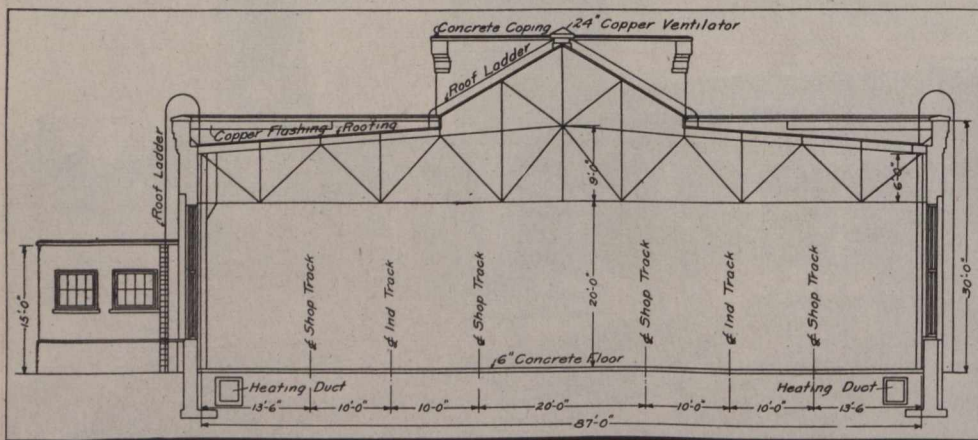 Concrete Coping
24" Copper Ventilator
Roof Ladder
Copper Flashing
Roofing
Roof Ladder
9'-0"
6'-0"
15'-0"
℄ Shop Track
℄ Ind Track
℄ Shop Track
20'-0"
℄ Shop Track
℄ Ind Track
℄ Shop Track
30'-0"
6" Concrete Floor
Heating Duct
Heating Duct
13'-6"
10'-0"
10'-0"
20'-0"
10'-0"
10'-0"
13'-6
87'-0"